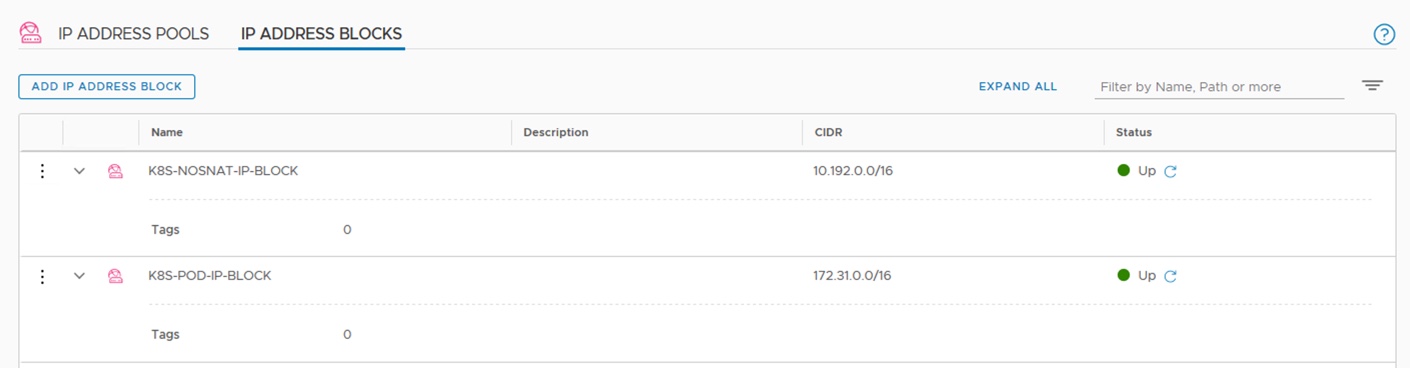 IP ADDRESS POOLS IP ADDRESS BLOCKS
ADD IP ADDRESS BLOCK EXPAND ALL Filter by Name, Path or more
Name Description CIDR Status
K8S-NOSNAT-IP-BLOCK 10.192.0.0/16 Up
Tags 0
K8S-POD-IP-BLOCK 172.31.0.0/16 Up
Tags 0